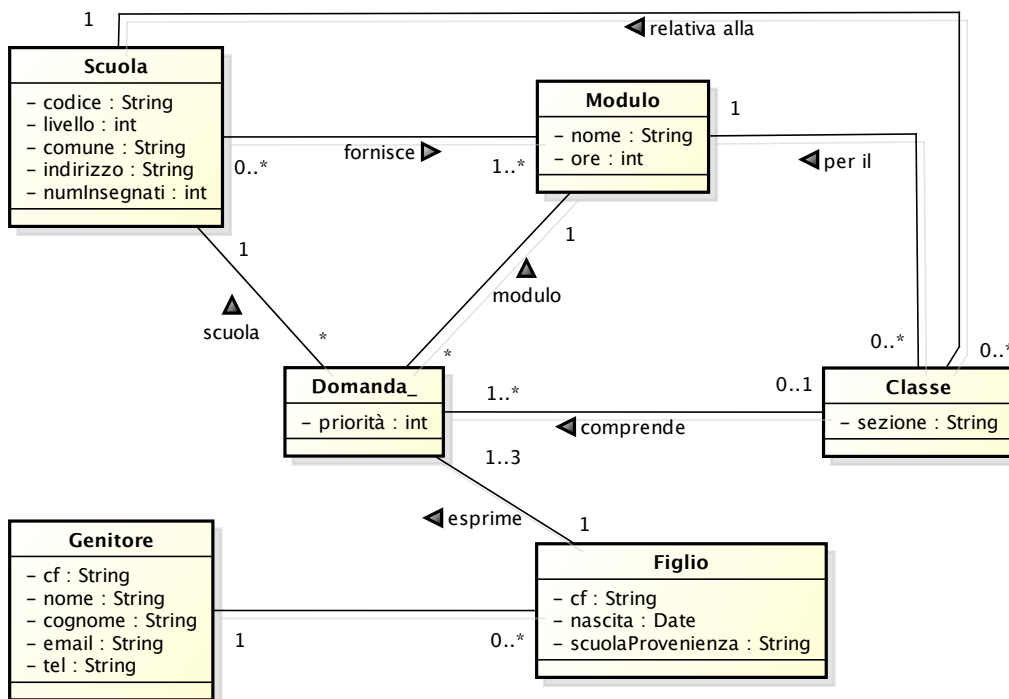 1
relativa alla
Scuola
– codice : String
– livello : int
– comune : String
– indirizzo : String
– numInsegnati : int
Modulo
– nome : String
– ore : int
1
fornisce
0..*
1..*
per il
1
1
modulo
scuola
*
*
0..*
0..*
Domanda_
– priorità : int
1..*
0..1
comprende
Classe
– sezione : String
1..3
esprime
1
Genitore
– cf : String
– nome : String
– cognome : String
– email : String
– tel : String
1
0..*
Figlio
– cf : String
– nascita : Date
– scuolaProvenienza : String